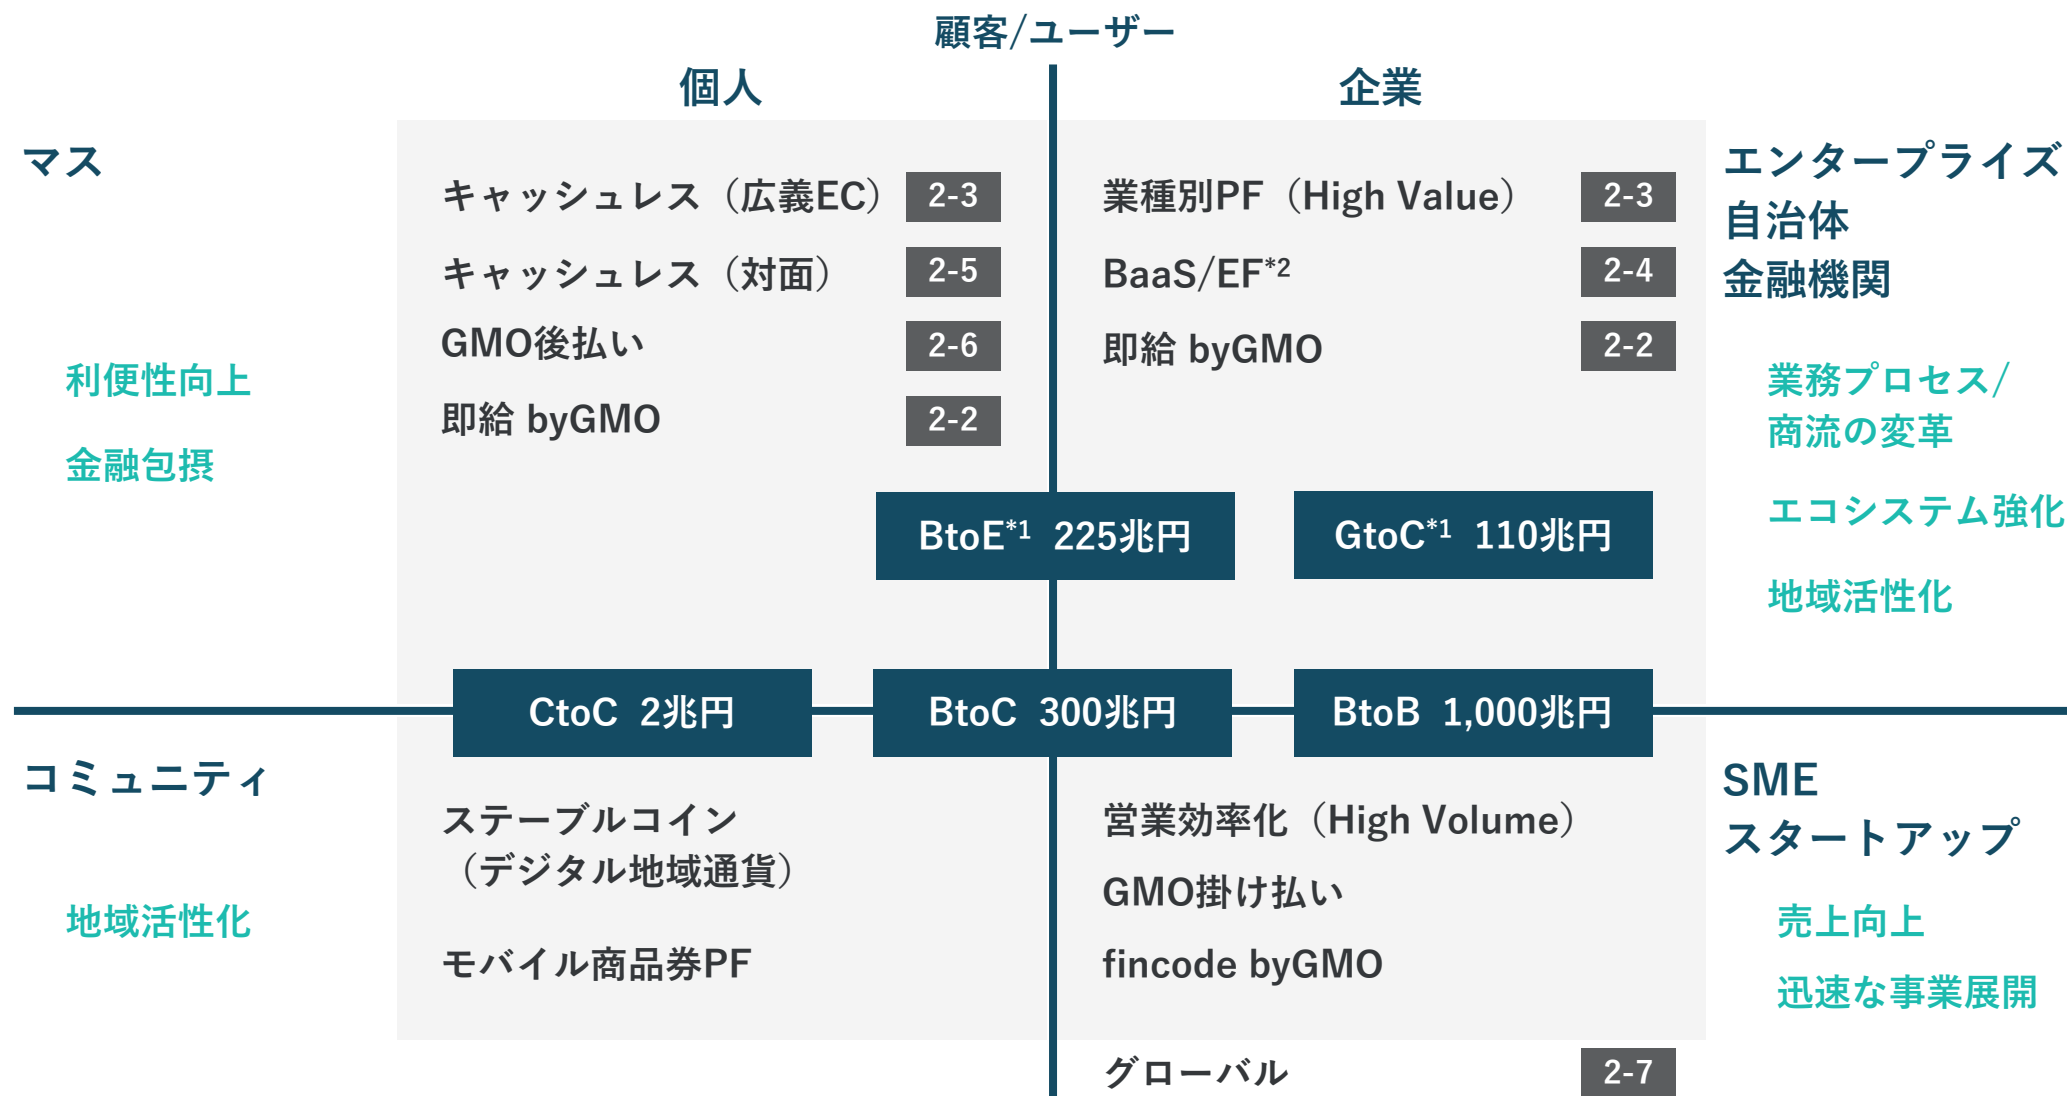 顧客/ユーザー
個人
企業
マス
利便性向上
金融包摂
キャッシュレス（広義EC） 2-3
キャッシュレス（対面） 2-5
GMO後払い 2-6
即給 byGMO 2-2
業種別PF（High Value） 2-3
BaaS/EF*2 2-4
即給 byGMO 2-2
エンタープライズ
自治体
金融機関
業務プロセス/
商流の変革
エコシステム強化
地域活性化
BtoE*1 225兆円
GtoC*1 110兆円
CtoC 2兆円
BtoC 300兆円
BtoB 1,000兆円
コミュニティ
地域活性化
ステーブルコイン
（デジタル地域通貨）
モバイル商品券PF
営業効率化（High Volume）
GMO掛け払い
fincode byGMO
グローバル 2-7
SME
スタートアップ
売上向上
迅速な事業展開